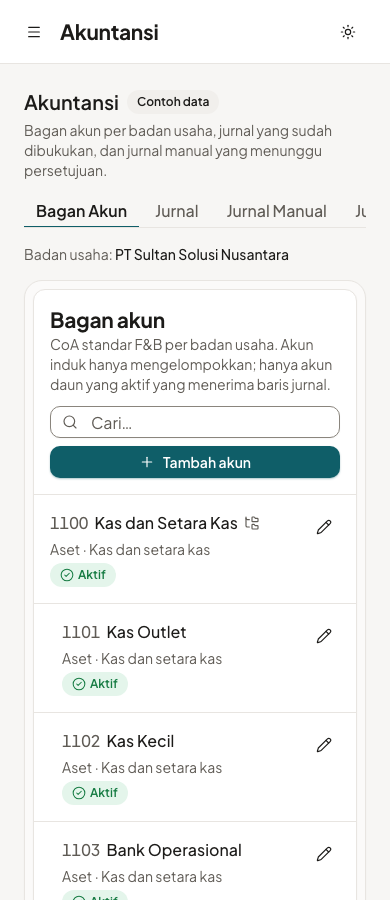 Akuntansi
Akuntansi Contoh data
Bagan akun per badan usaha, jurnal yang sudah
dibukukan, dan jurnal manual yang menunggu
persetujuan.
Bagan Akun Jurnal Jurnal Manual
Badan usaha: PT Sultan Solusi Nusantara
Bagan akun
CoA standar F&B per badan usaha. Akun
induk hanya mengelompokkan; hanya akun
daun yang aktif yang menerima baris jurnal.
Cari...
Tambah akun
1100 Kas dan Setara Kas
Aset · Kas dan setara kas
Aktif
1101 Kas Outlet
Aset · Kas dan setara kas
Aktif
1102 Kas Kecil
Aset · Kas dan setara kas
Aktif
1103 Bank Operasional
Aset · Kas dan setara kas